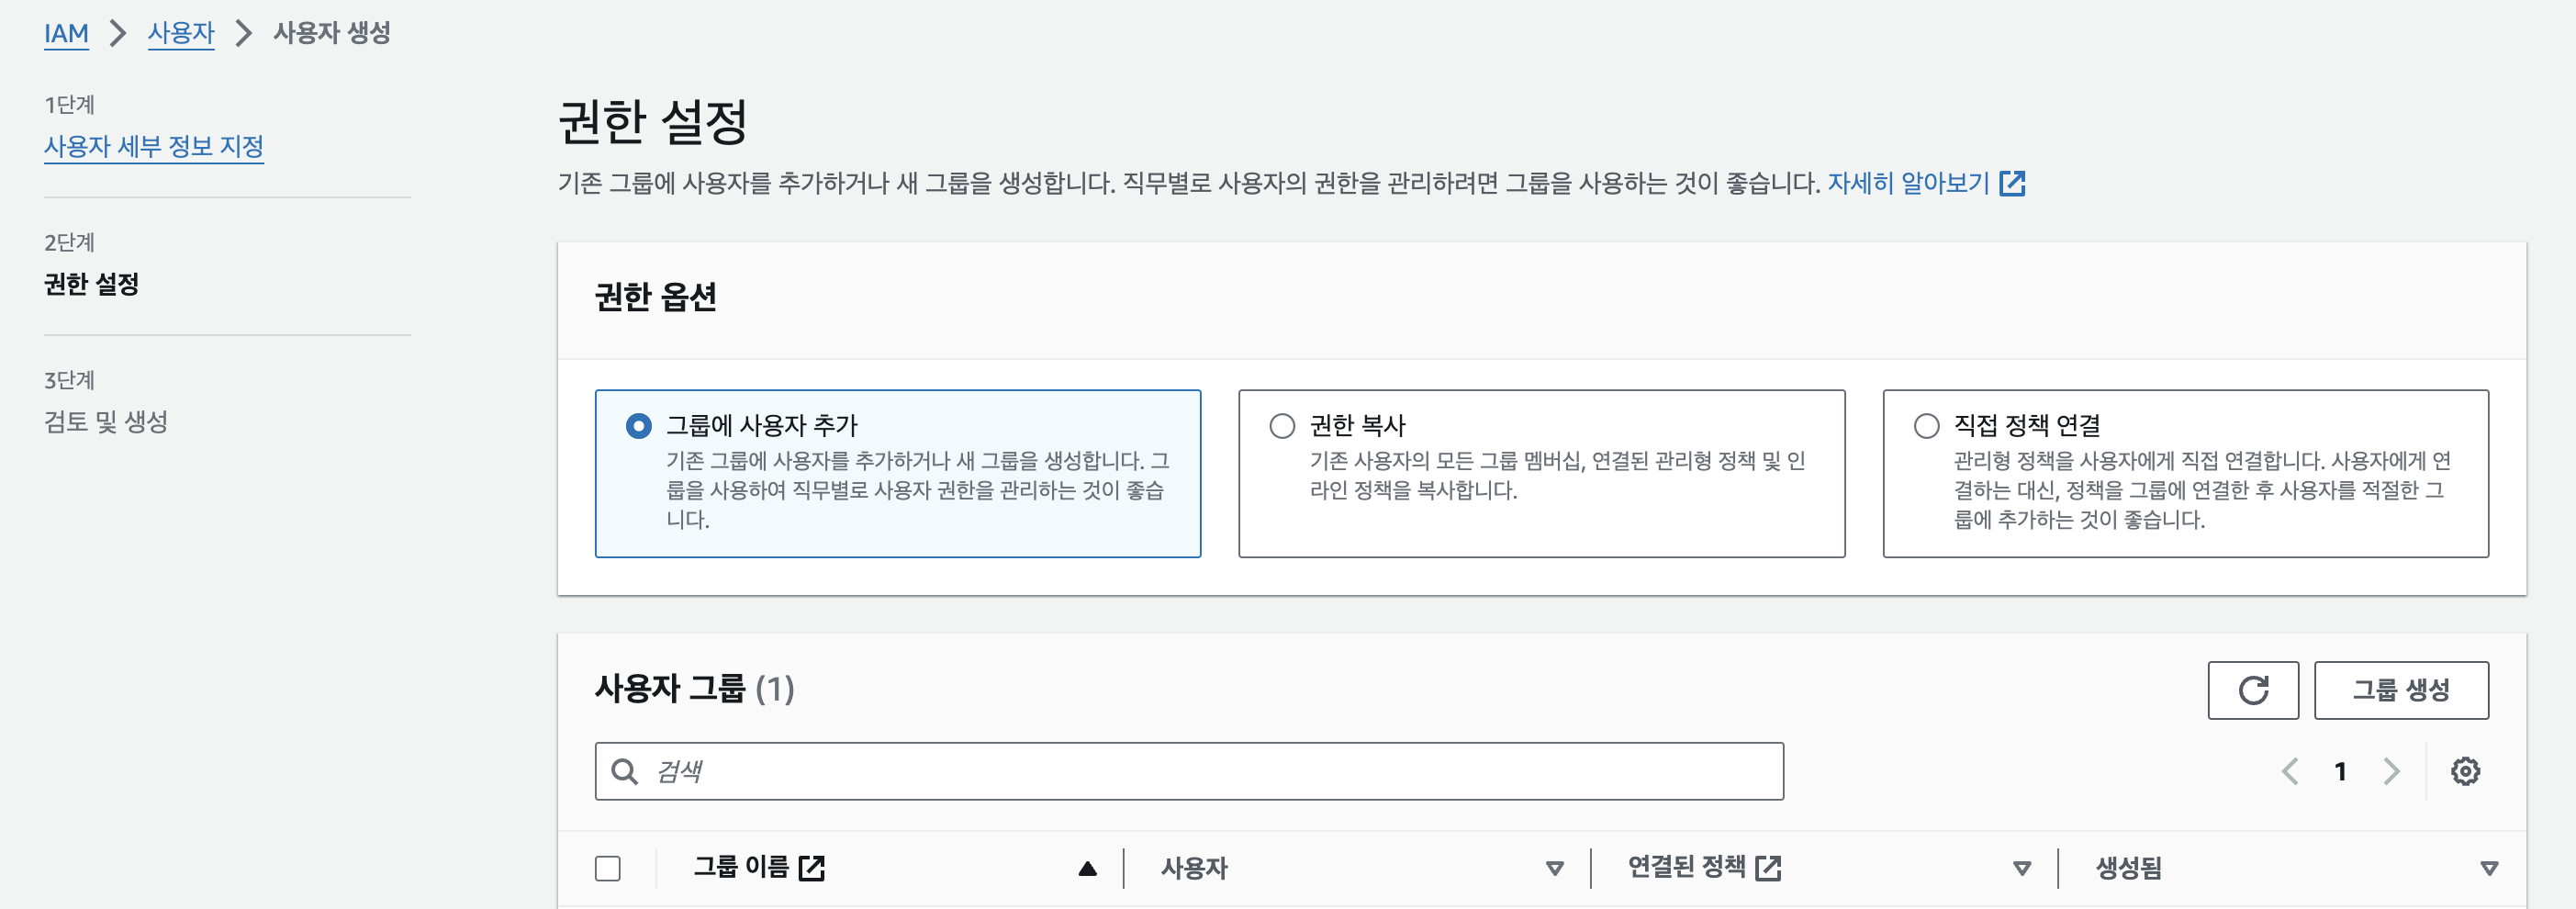 IAM > 사용자 > 사용자 생성
1단계
사용자 세부 정보 지정
2단계
권한 설정
3단계
검토 및 생성
권한 설정
기존 그룹에 사용자를 추가하거나 새 그룹을 생성합니다. 직무별로 사용자의 권한을 관리하려면 그룹을 사용하는 것이 좋습니다. 자세히 알아보기
권한 옵션
그룹에 사용자 추가
기존 그룹에 사용자를 추가하거나 새 그룹을 생성합니다. 그
룹을 사용하여 직무별로 사용자 권한을 관리하는 것이 좋습
니다.
권한 복사
기존 사용자의 모든 그룹 멤버십, 연결된 관리형 정책 및 인
라인 정책을 복사합니다.
직접 정책 연결
관리형 정책을 사용자에게 직접 연결합니다. 사용자에게 연
결하는 대신, 정책을 그룹에 연결한 후 사용자를 적절한 그
룹에 추가하는 것이 좋습니다.
사용자 그룹 (1)
그룹 생성
검색
1
그룹 이름 사용자 연결된 정책 생성됨